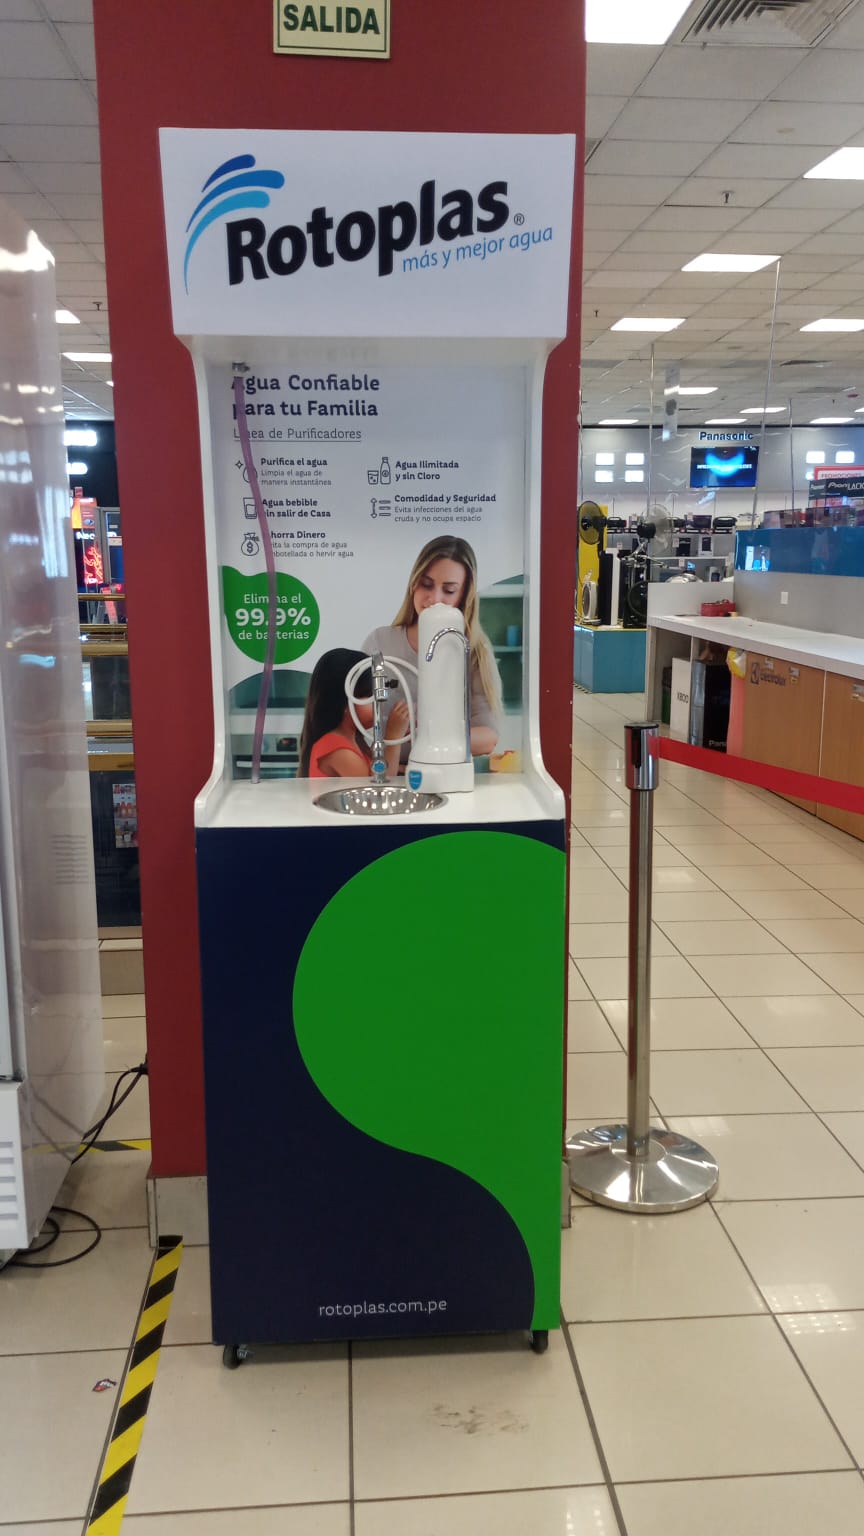 SALIDA
Rotoplas®
más y mejor agua
Agua Confiable
para tu Familia
Línea de Purificadores
Purifica el agua
Limpia el agua de
manera instantánea
Agua Ilimitada
y sin Cloro
Agua bebible
sin salir de Casa
Comodidad y Seguridad
Evita infecciones del agua
cruda y no ocupa espacio
Ahorra Dinero
Evita la compra de agua
embotellada o hervir agua
Elimina el
99.9%
de bacterias
rotoplas.com.pe
Panasonic
PROMOCIONES
Pioneer
electrolux
XBOO